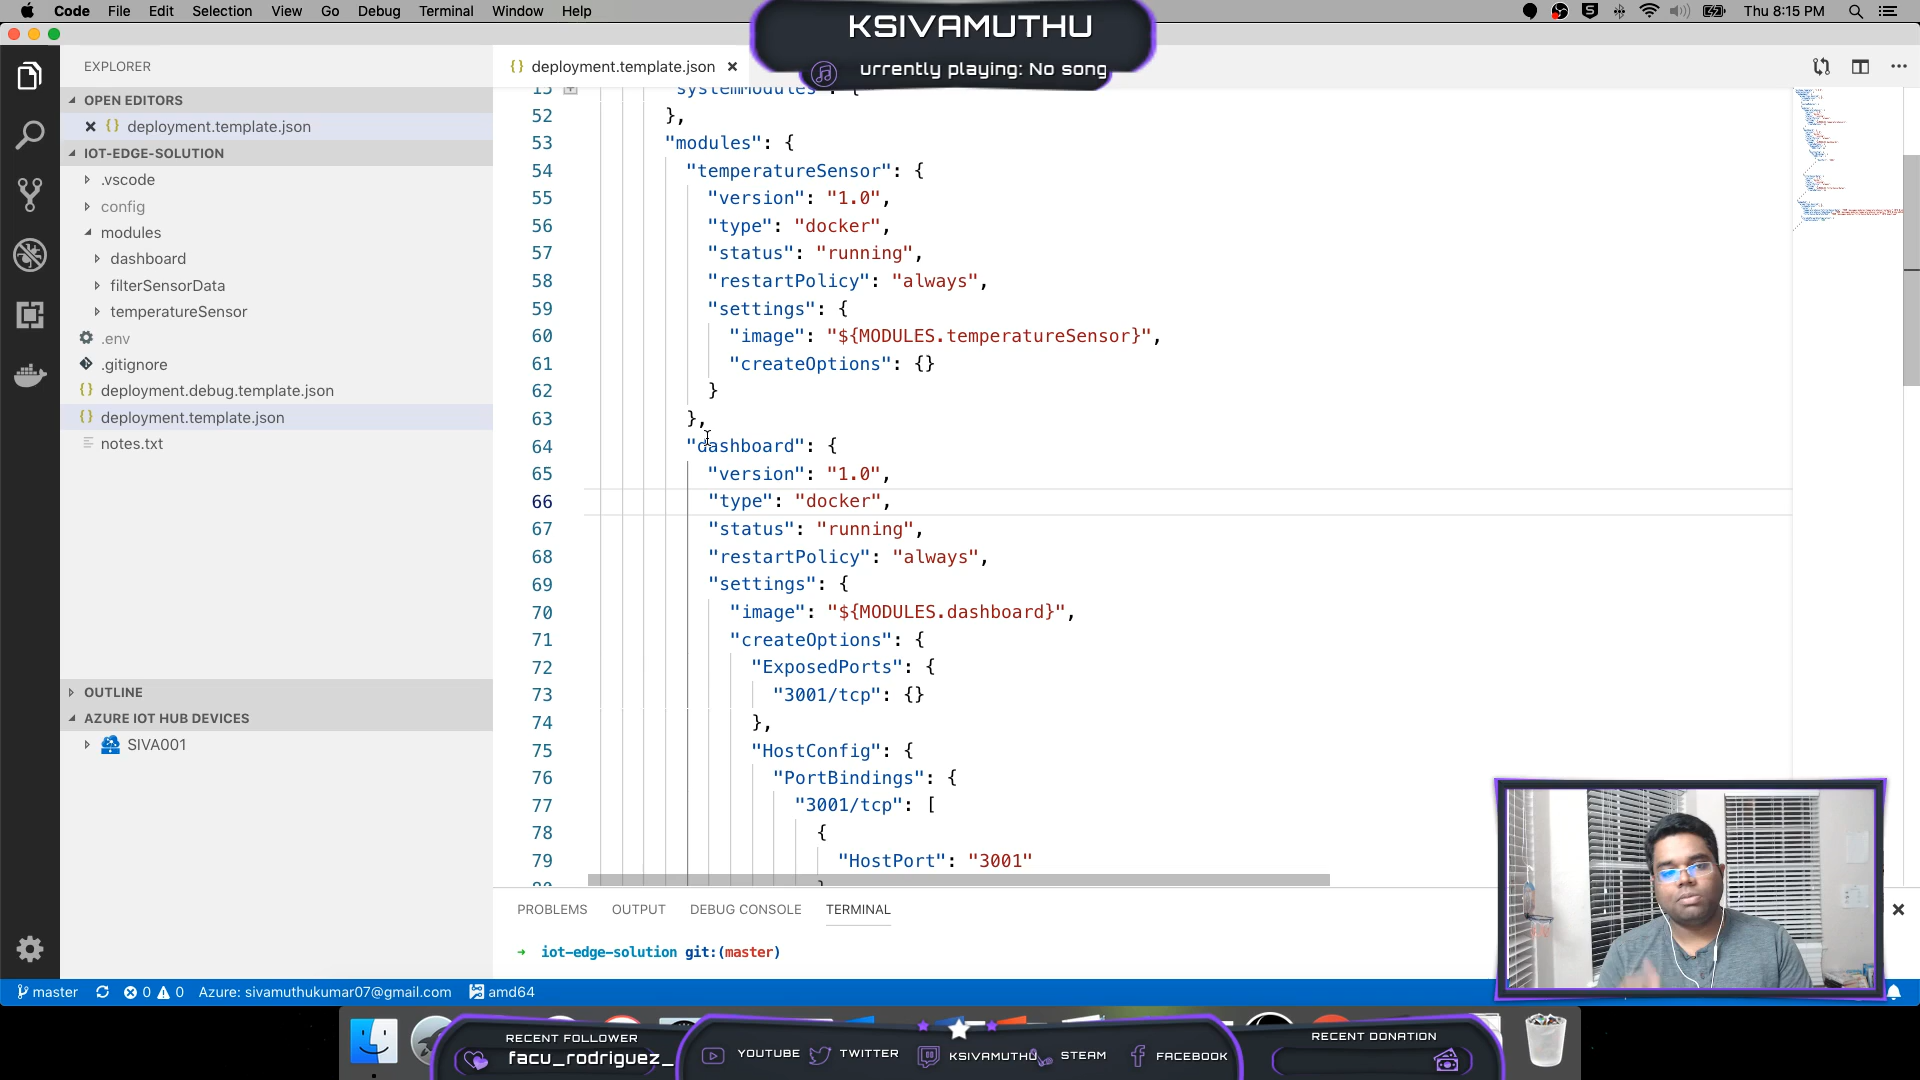 Code File Edit Selection View Go Debug Terminal Window Help
Thu 8:15 PM
KSIVAMUTHU
urrently playing: No song
EXPLORER
OPEN EDITORS
deployment.template.json
IOT-EDGE-SOLUTION
.vscode
config
modules
dashboard
filterSensorData
temperatureSensor
.env
.gitignore
deployment.debug.template.json
deployment.template.json
notes.txt
OUTLINE
AZURE IOT HUB DEVICES
SIVA001
deployment.template.json
15 "systemModules": {
52 },
53 "modules": {
54 "temperatureSensor": {
55 "version": "1.0",
56 "type": "docker",
57 "status": "running",
58 "restartPolicy": "always",
59 "settings": {
60 "image": "${MODULES.temperatureSensor}",
61 "createOptions": {}
62 }
63 },
64 "dashboard": {
65 "version": "1.0",
66 "type": "docker",
67 "status": "running",
68 "restartPolicy": "always",
69 "settings": {
70 "image": "${MODULES.dashboard}",
71 "createOptions": {
72 "ExposedPorts": {
73 "3001/tcp": {}
74 },
75 "HostConfig": {
76 "PortBindings": {
77 "3001/tcp": [
78 {
79 "HostPort": "3001"
PROBLEMS OUTPUT DEBUG CONSOLE TERMINAL
→ iot-edge-solution git:(master)
master 0 0 Azure: sivamuthukumar07@gmail.com amd64
RECENT FOLLOWER
facu_rodriguez_
YOUTUBE TWITTER KSIVAMUTHU STEAM FACEBOOK
RECENT DONATION